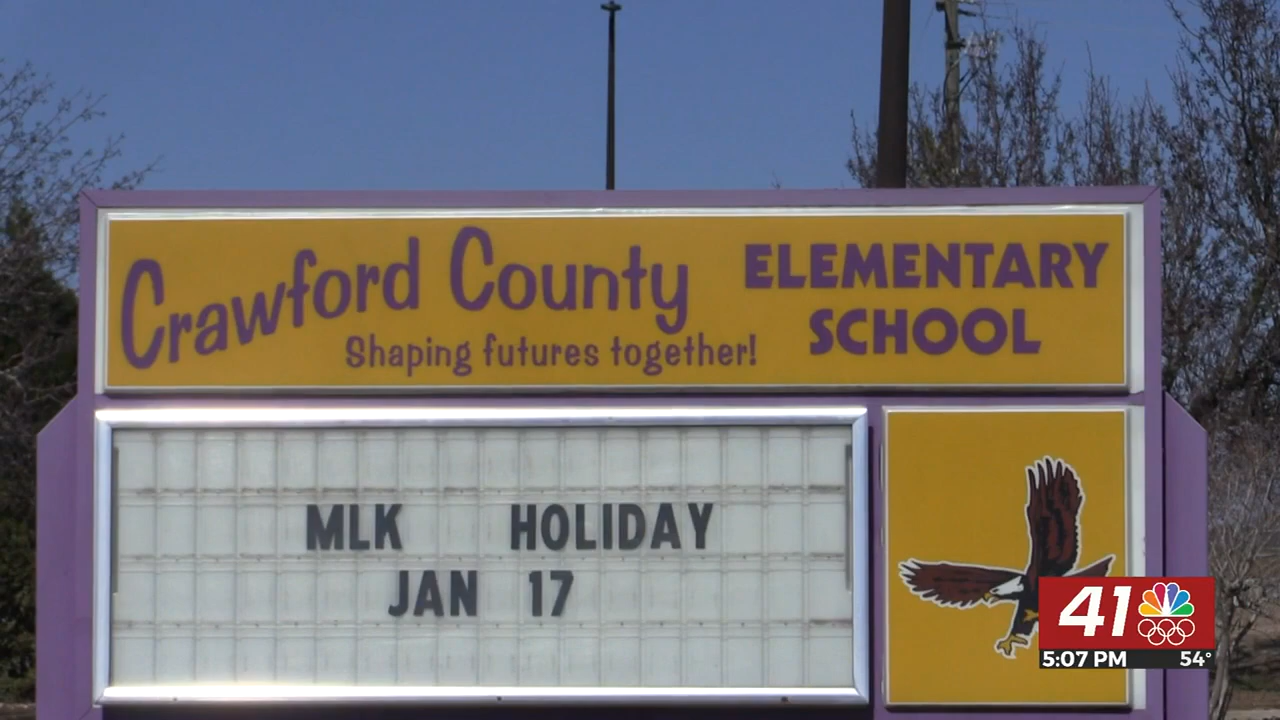 Crawford County
ELEMENTARY
SCHOOL
Shaping futures together!
MLK HOLIDAY
JAN 17
41
5:07 PM 54°